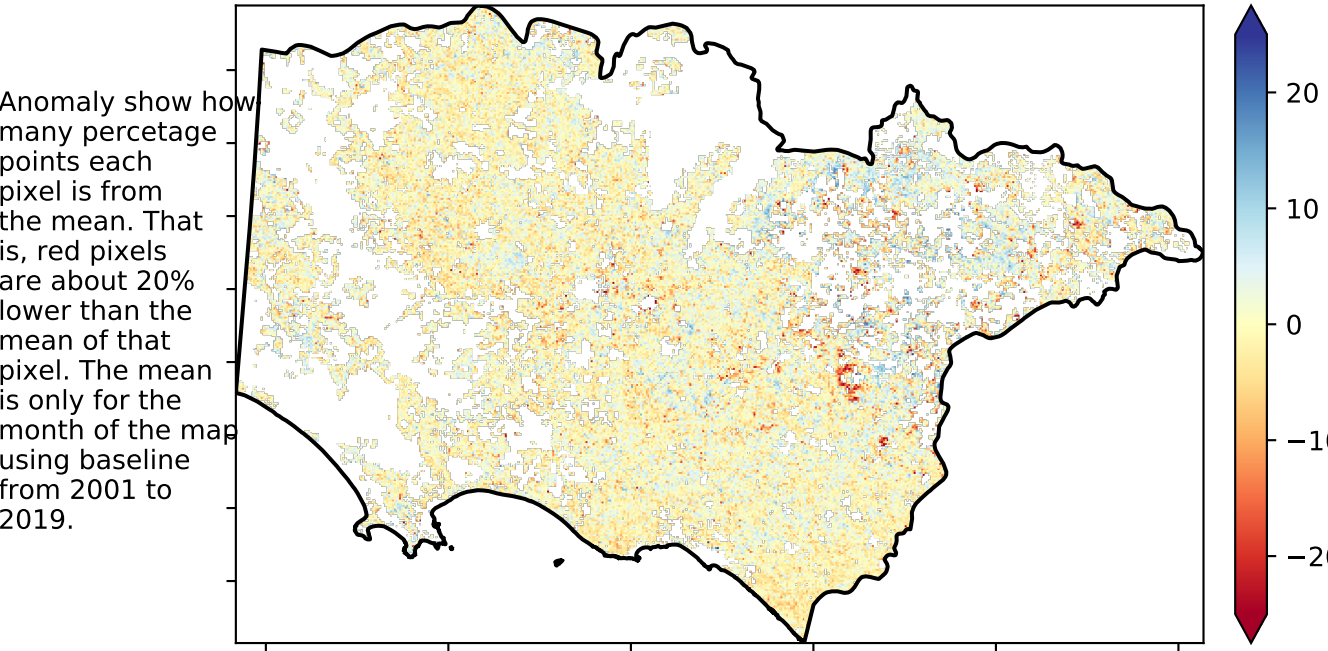 Anomaly show how
many percetage
points each
pixel is from
the mean. That
is, red pixels
are about 20%
lower than the
mean of that
pixel. The mean
is only for the
month of the map
using baseline
from 2001 to
2019.
20
10
0
−10
−20